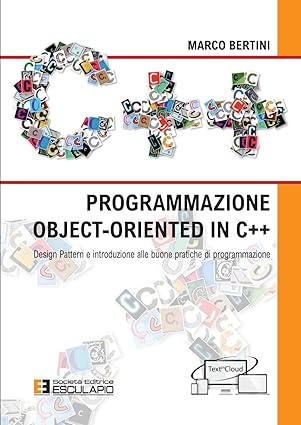 MARCO BERTINI
C++
PROGRAMMAZIONE
OBJECT-ORIENTED IN C++
Design Pattern e introduzione alle buone pratiche di programmazione
Text Cloud
Società Editrice
ESCULAPIO